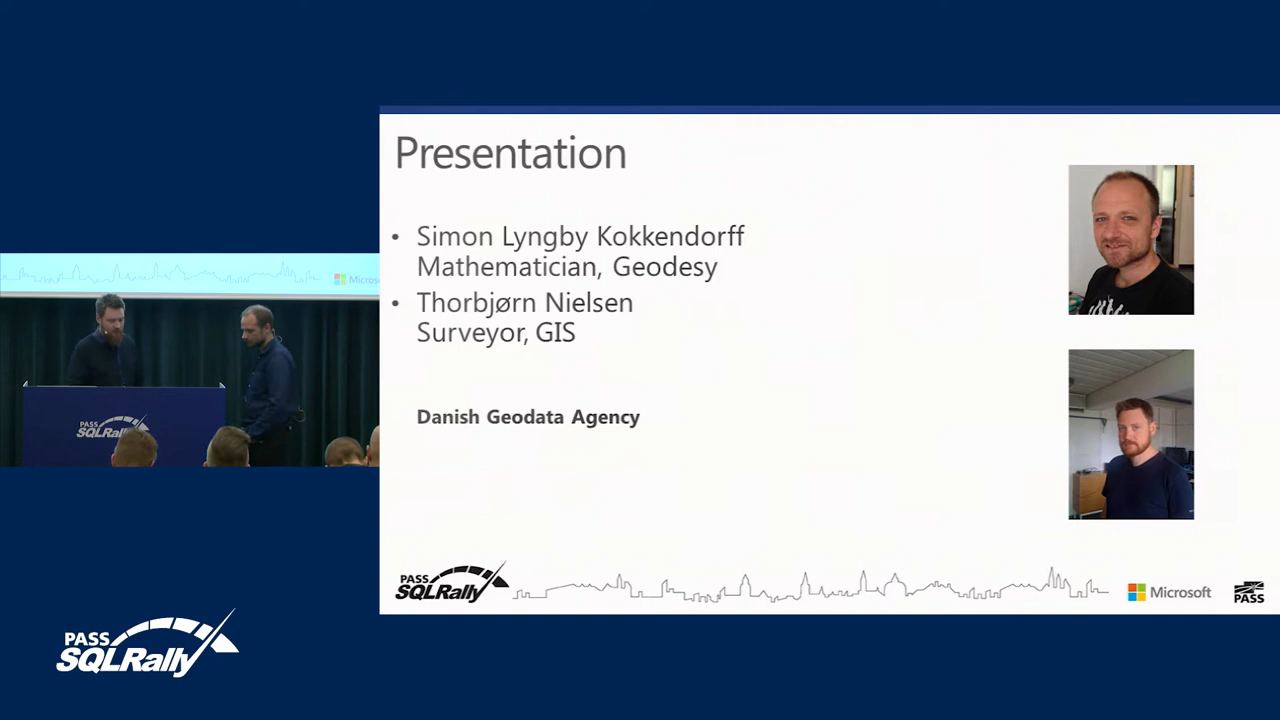 Presentation
• Simon Lyngby Kokkendorff
Mathematician, Geodesy
• Thorbjørn Nielsen
Surveyor, GIS
Danish Geodata Agency
PASS
SQLRally
Microsoft
PASS
PASS
SQLRally
PASS
SQLRally